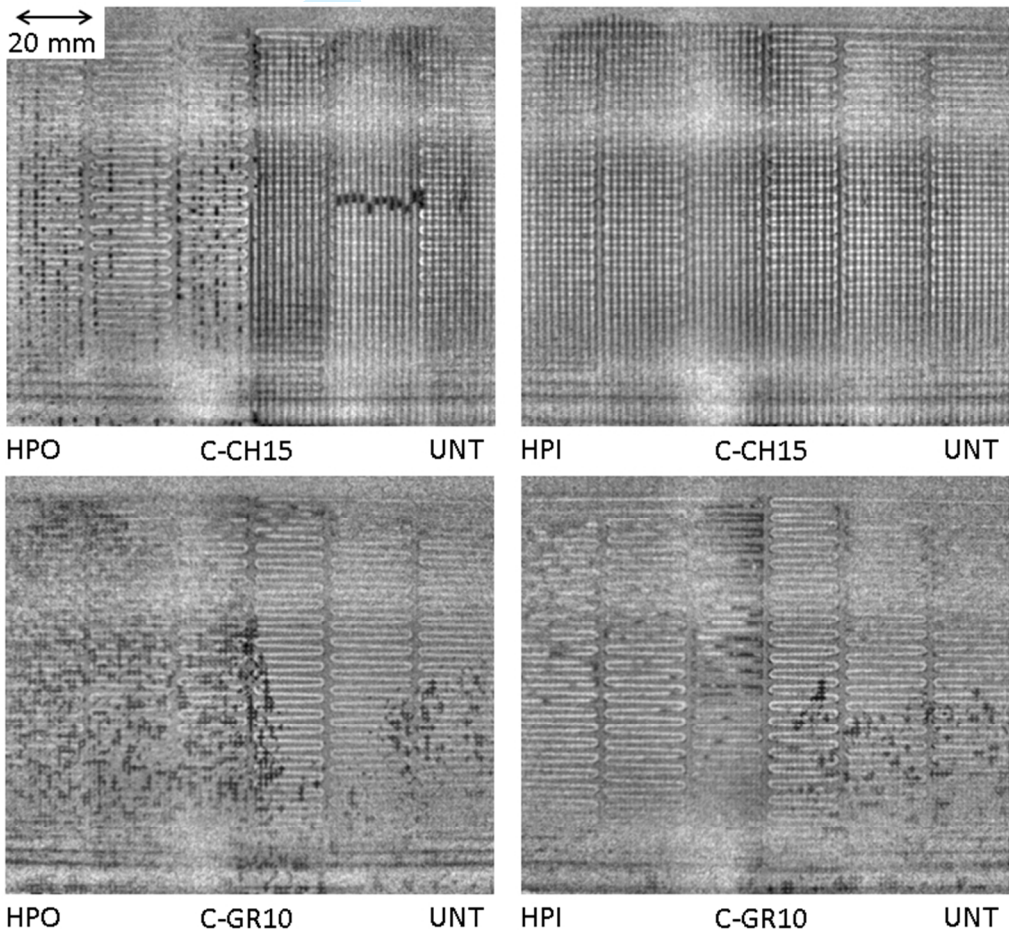 20 mm
HPO C-CH15 UNT
HPI C-CH15 UNT
HPO C-GR10 UNT
HPI C-GR10 UNT